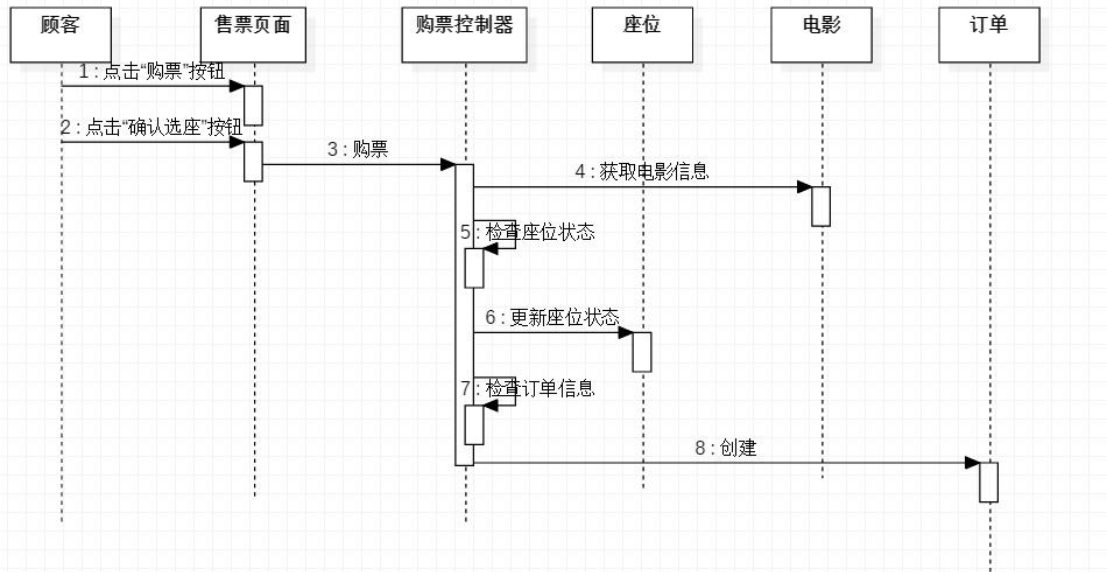 顾客
售票页面
购票控制器
座位
电影
订单
1 : 点击“购票”按钮
2 : 点击“确认选座”按钮
3 : 购票
4 : 获取电影信息
5 : 检查座位状态
6 : 更新座位状态
7 : 检查订单信息
8 : 创建